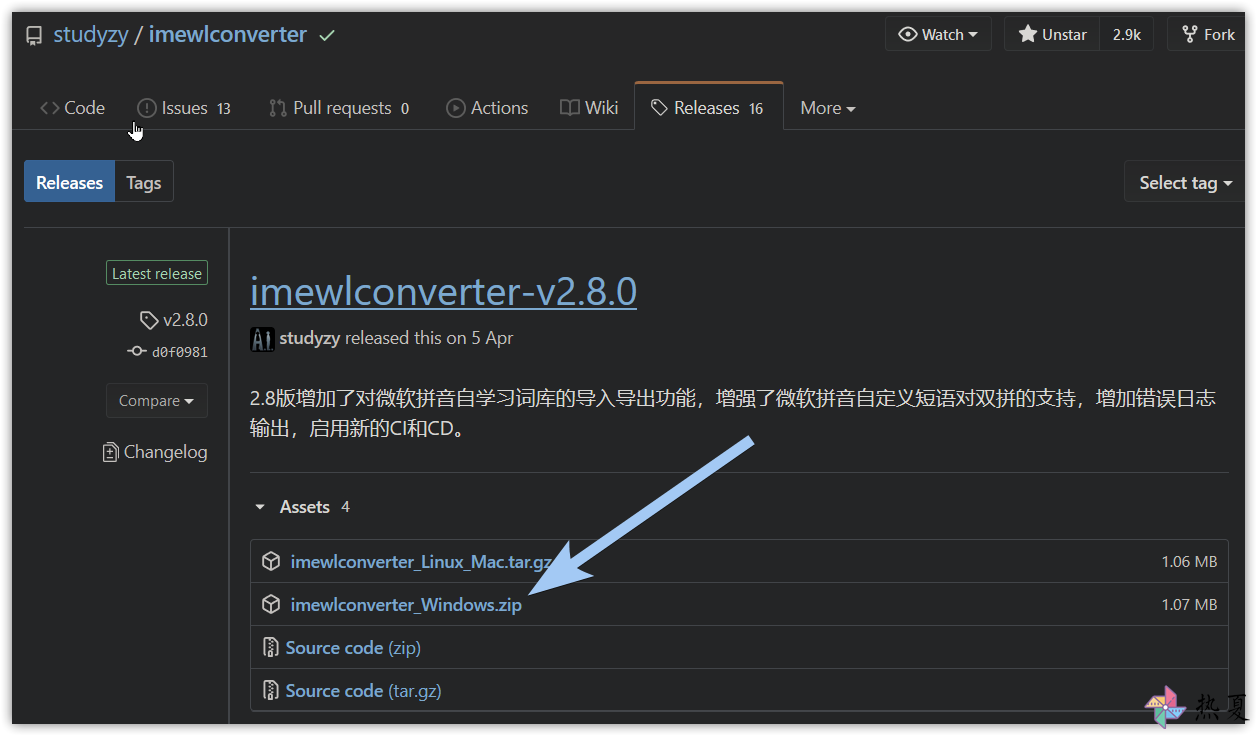 studyzy / imewlconverter
Watch
Unstar 2.9k
Fork
Code
Issues 13
Pull requests 0
Actions
Wiki
Releases 16
More
Releases
Tags
Select tag
Latest release
v2.8.0
d0f0981
Compare
Changelog
imewlconverter-v2.8.0
AI
studyzy released this on 5 Apr
2.8版增加了对微软拼音自学习词库的导入导出功能，增强了微软拼音自定义短语对双拼的支持，增加错误日志
输出，启用新的CI和CD。
Assets 4
imewlconverter_Linux_Mac.tar.gz 1.06 MB
imewlconverter_Windows.zip 1.07 MB
Source code (zip)
Source code (tar.gz)
热夏